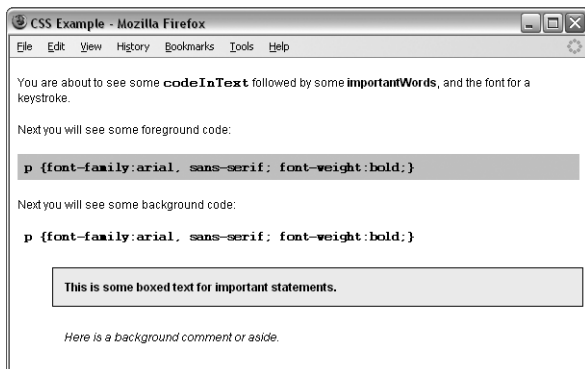 CSS Example - Mozilla Firefox
File Edit View History Bookmarks Tools Help
You are about to see some codeInText followed by some importantWords, and the font for a
keystroke.
Next you will see some foreground code:
p {font-family:arial, sans-serif; font-weight:bold;}
Next you will see some background code:
p {font-family:arial, sans-serif; font-weight:bold;}
This is some boxed text for important statements.
Here is a background comment or aside.